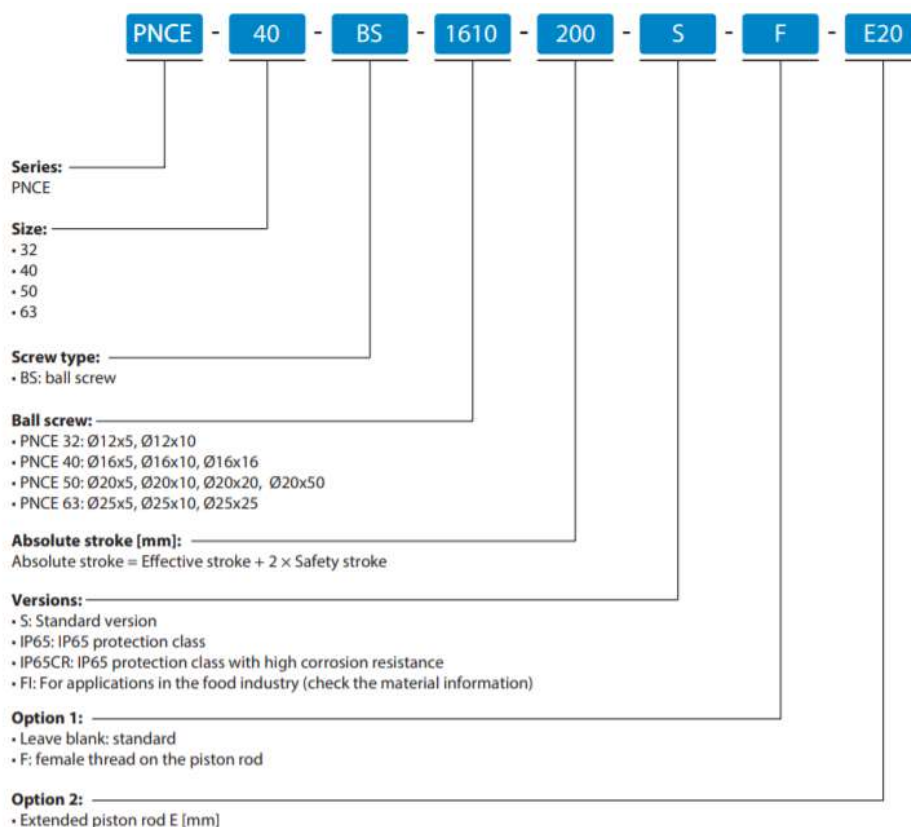 PNCE - 40 - BS - 1610 - 200 - S - F - E20
Series:
PNCE
Size:
• 32
• 40
• 50
• 63
Screw type:
• BS: ball screw
Ball screw:
• PNCE 32: Ø12x5, Ø12x10
• PNCE 40: Ø16x5, Ø16x10, Ø16x16
• PNCE 50: Ø20x5, Ø20x10, Ø20x20, Ø20x50
• PNCE 63: Ø25x5, Ø25x10, Ø25x25
Absolute stroke [mm]:
Absolute stroke = Effective stroke + 2 × Safety stroke
Versions:
• S: Standard version
• IP65: IP65 protection class
• IP65CR: IP65 protection class with high corrosion resistance
• FI: For applications in the food industry (check the material information)
Option 1:
• Leave blank: standard
• F: female thread on the piston rod
Option 2:
• Extended piston rod E [mm]